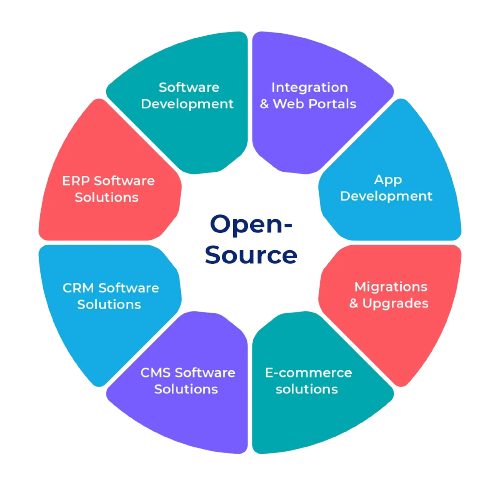 Software
Development
Integration
& Web Portals
ERP Software
Solutions
App
Development
Open-
Source
CRM Software
Solutions
Migrations
& Upgrades
CMS Software
Solutions
E-commerce
solutions